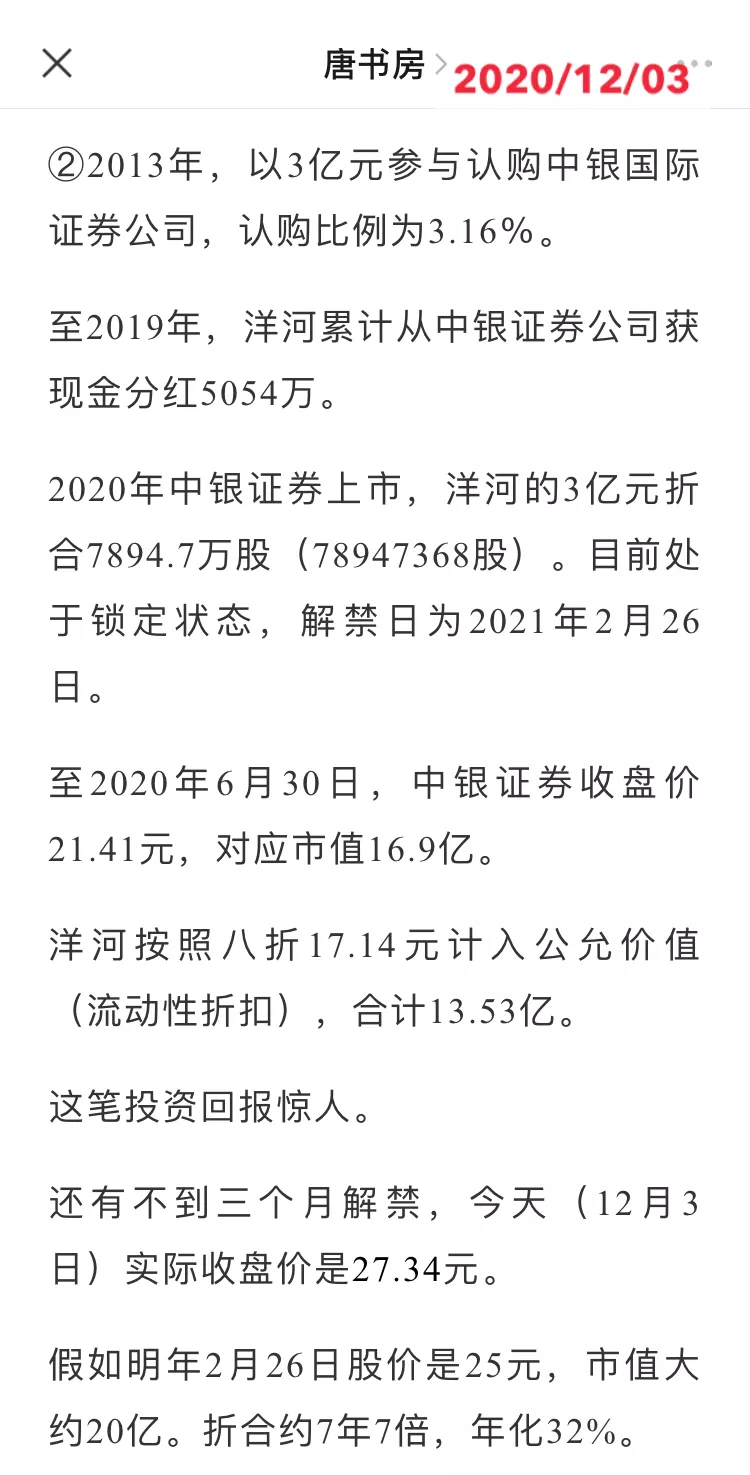 唐书房
2020/12/03
②2013年，以3亿元参与认购中银国际
证券公司，认购比例为3.16%。
至2019年，洋河累计从中银证券公司获
现金分红5054万。
2020年中银证券上市，洋河的3亿元折
合7894.7万股（78947368股）。目前处
于锁定状态，解禁日为2021年2月26
日。
至2020年6月30日，中银证券收盘价
21.41元，对应市值16.9亿。
洋河按照八折17.14元计入公允价值
（流动性折扣），合计13.53亿。
这笔投资回报惊人。
还有不到三个月解禁，今天（12月3
日）实际收盘价是27.34元。
假如明年2月26日股价是25元，市值大
约20亿。折合约7年7倍，年化32%。